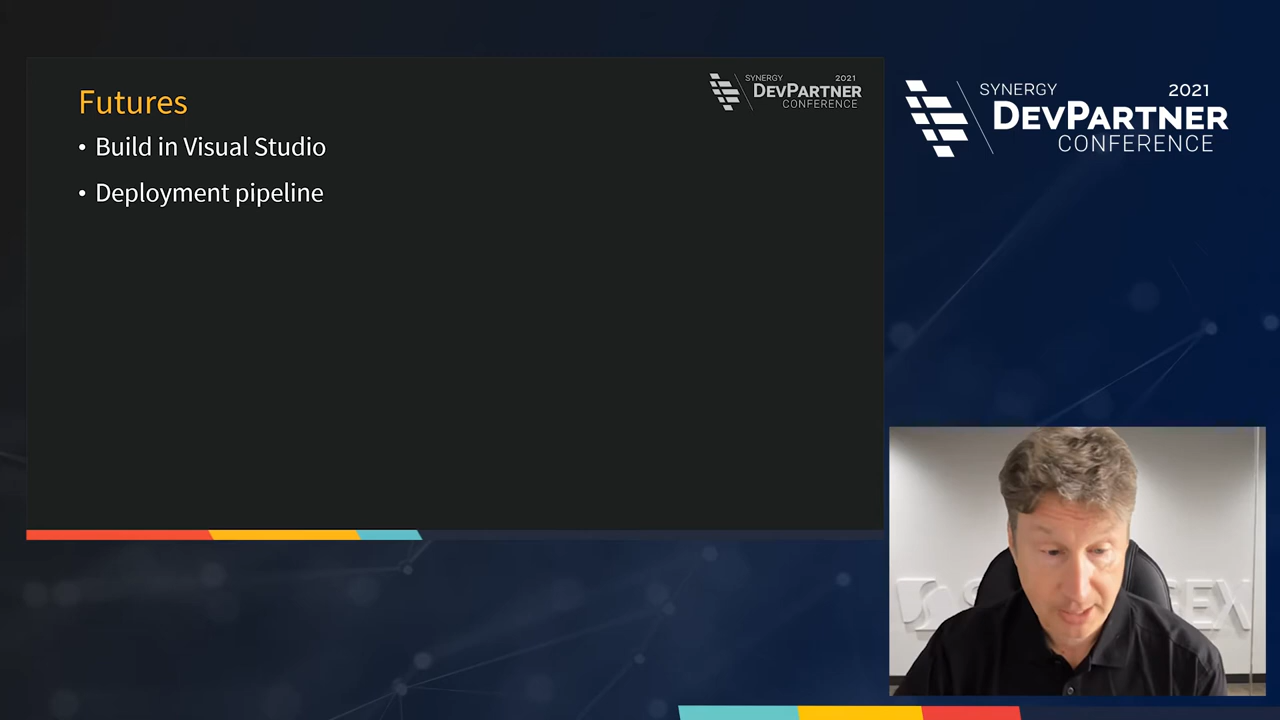 Futures
• Build in Visual Studio
• Deployment pipeline
SYNERGY 2021
DEVPARTNER
CONFERENCE
SYNERGY 2021
DEVPARTNER
CONFERENCE